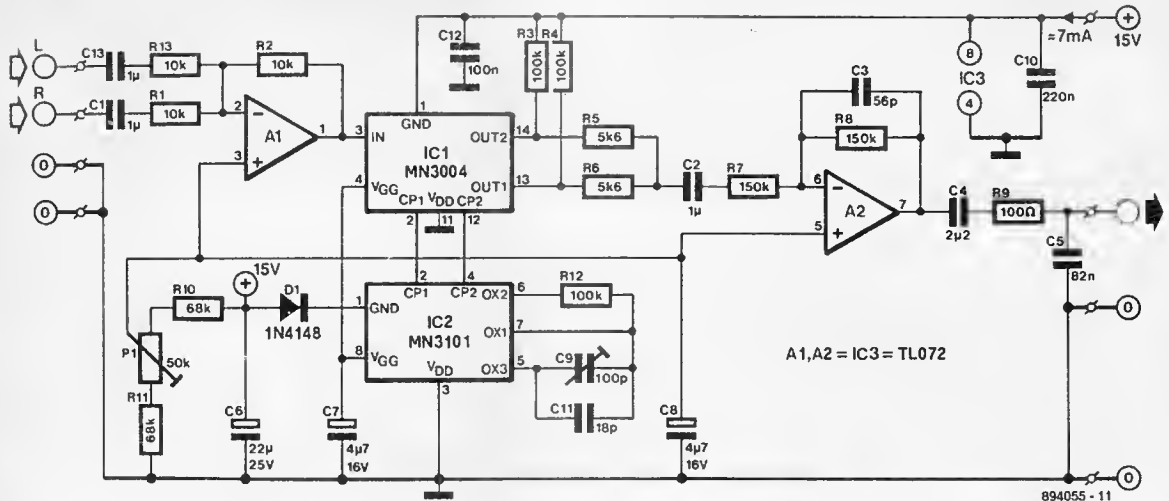 L
C13
1µ
R13
10k
R2
10k
R
C1
1µ
R1
10k
2
3
A1
1
0
0
C12
100n
1
GND
3
IN
IC1
MN3004
OUT2
14
OUT1
13
4
VGG
CP1
VDD
CP2
2
11
12
R3
100k
R4
100k
R5
5k6
R6
5k6
C2
1µ
R7
150k
C3
56p
R8
150k
6
5
A2
7
C4
2µ2
R9
100Ω
C5
82n
0
0
8
IC3
4
C10
220n
≈7mA
+
15V
R10
68k
15V
+
D1
1N4148
P1
50k
R11
68k
C6
22µ
25V
C7
4µ7
16V
2
4
CP1
CP2
1
GND
IC2
MN3101
8
VGG
VDD
3
OX2
6
OX1
7
OX3
5
R12
100k
C9
100p
C11
18p
C8
4µ7
16V
A1,A2 = IC3 = TL072
894055 - 11